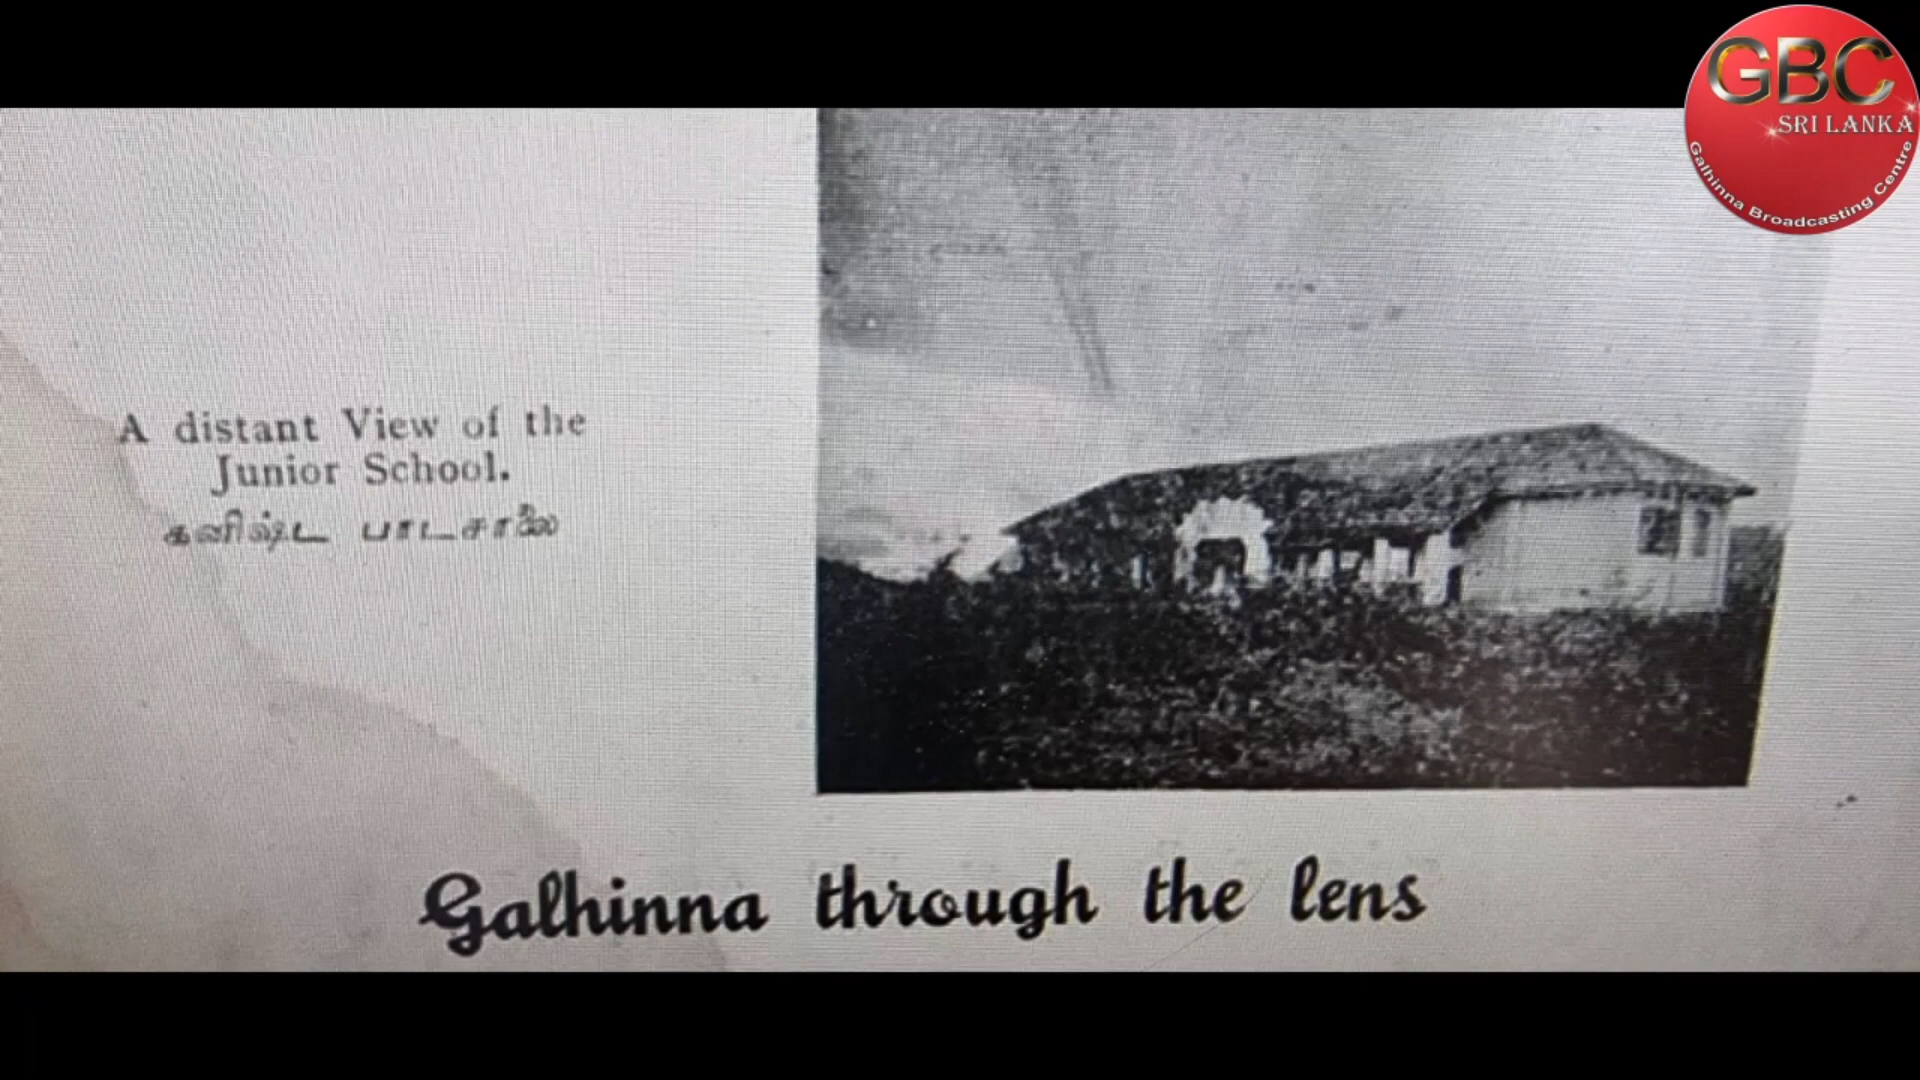 GBC
SRI LANKA
Galhinna Broadcasting Centre
A distant View of the
Junior School.
கனிஷ்ட பாடசாலை
Galhinna through the lens